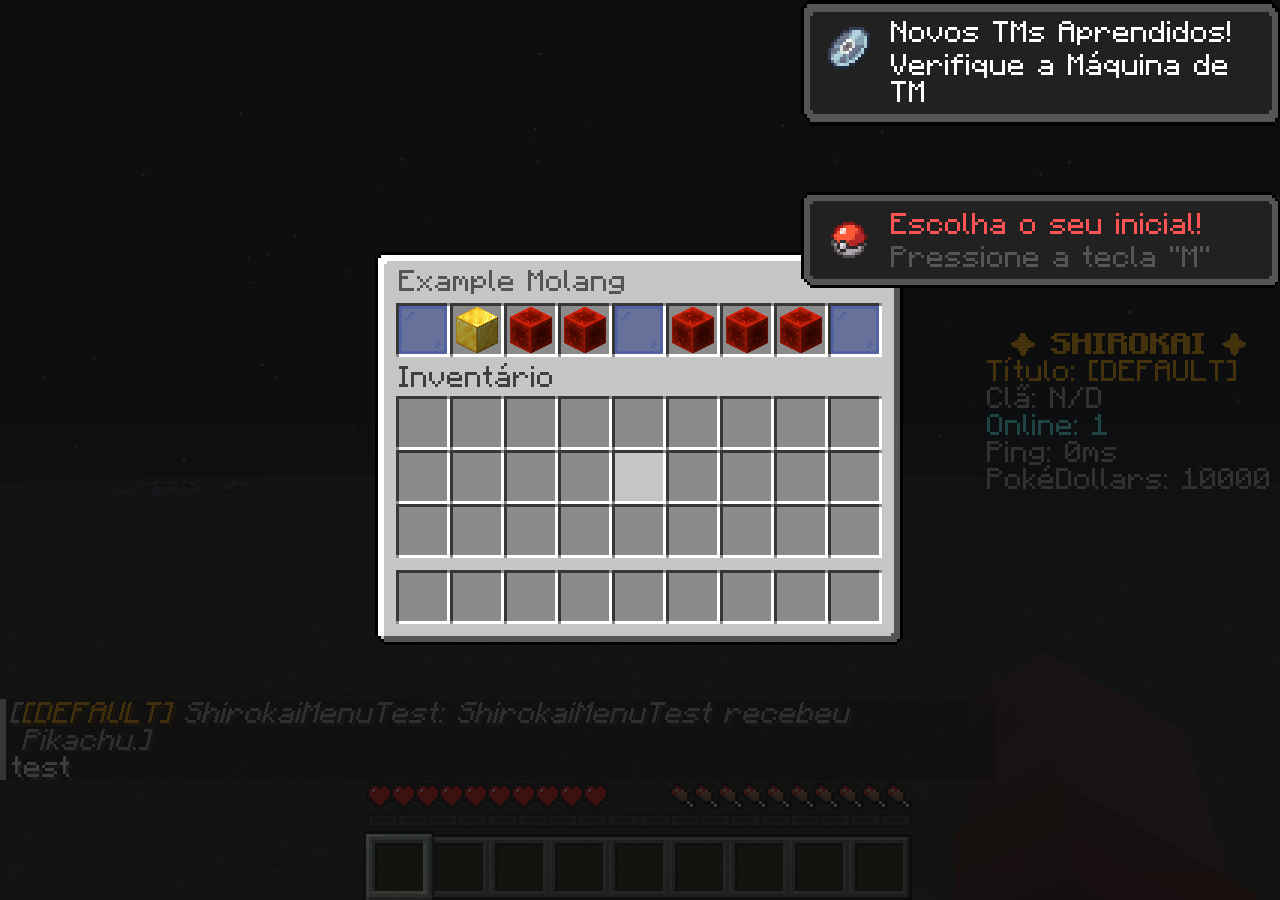 Novos TMs Aprendidos!
Verifique a Máquina de
TM
Escolha o seu inicial!
Pressione a tecla "M"
Example Molang
Inventário
✦ SHIROKAI ✦
Título: [DEFAULT]
Clã: N/D
Online: 1
Ping: 0ms
PokéDollars: 10000
[[DEFAULT] ShirokaiMenuTest: ShirokaiMenuTest recebeu
Pikachu.]
test